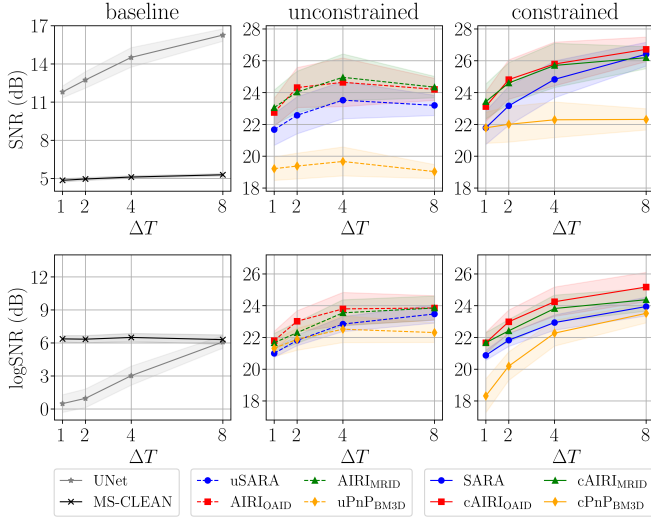 baseline
unconstrained
constrained
SNR (dB)
17
14
11
8
5
1 2 4 8
ΔT
28
26
24
22
20
18
1 2 4 8
ΔT
28
26
24
22
20
18
1 2 4 8
ΔT
logSNR (dB)
12
9
6
3
0
1 2 4 8
ΔT
26
24
22
20
18
1 2 4 8
ΔT
26
24
22
20
18
1 2 4 8
ΔT
UNet
MS-CLEAN
uSARA
AIRI_OAID
AIRI_MRID
uPnP_BM3D
SARA
cAIRI_OAID
cAIRI_MRID
cPnP_BM3D